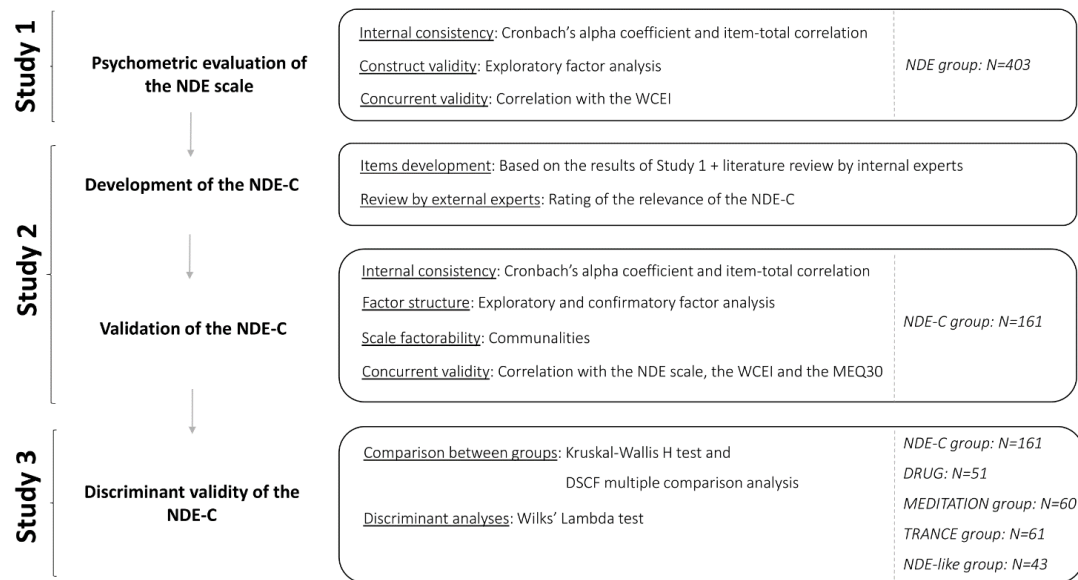 Study 1
Psychometric evaluation of
the NDE scale
Internal consistency: Cronbach's alpha coefficient and item-total correlation
Construct validity: Exploratory factor analysis
Concurrent validity: Correlation with the WCEI
NDE group: N=403
Study 2
Development of the NDE-C
Items development: Based on the results of Study 1 + literature review by internal experts
Review by external experts: Rating of the relevance of the NDE-C
Validation of the NDE-C
Internal consistency: Cronbach's alpha coefficient and item-total correlation
Factor structure: Exploratory and confirmatory factor analysis
Scale factorability: Communalities
Concurrent validity: Correlation with the NDE scale, the WCEI and the MEQ30
NDE-C group: N=161
Study 3
Discriminant validity of the
NDE-C
Comparison between groups: Kruskal-Wallis H test and
DSCF multiple comparison analysis
Discriminant analyses: Wilks' Lambda test
NDE-C group: N=161
DRUG: N=51
MEDITATION group: N=60
TRANCE group: N=61
NDE-like group: N=43